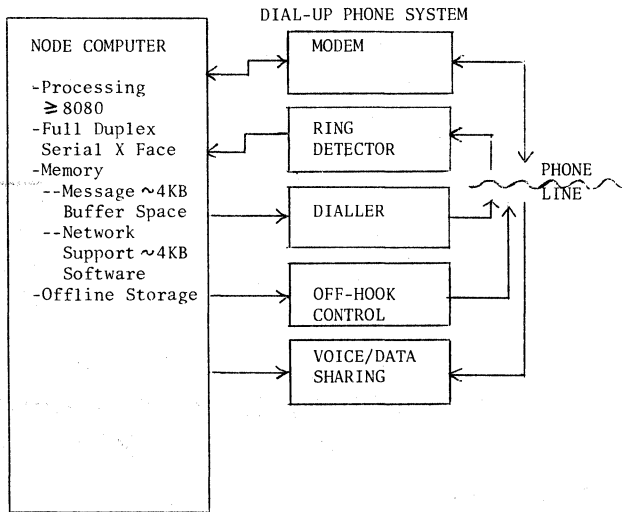 DIAL-UP PHONE SYSTEM
NODE COMPUTER
-Processing
≥8080
-Full Duplex
Serial X Face
-Memory
--Message ~4KB
Buffer Space
--Network
Support ~4KB
Software
-Offline Storage
MODEM
RING
DETECTOR
DIALLER
OFF-HOOK
CONTROL
VOICE/DATA
SHARING
PHONE
LINE